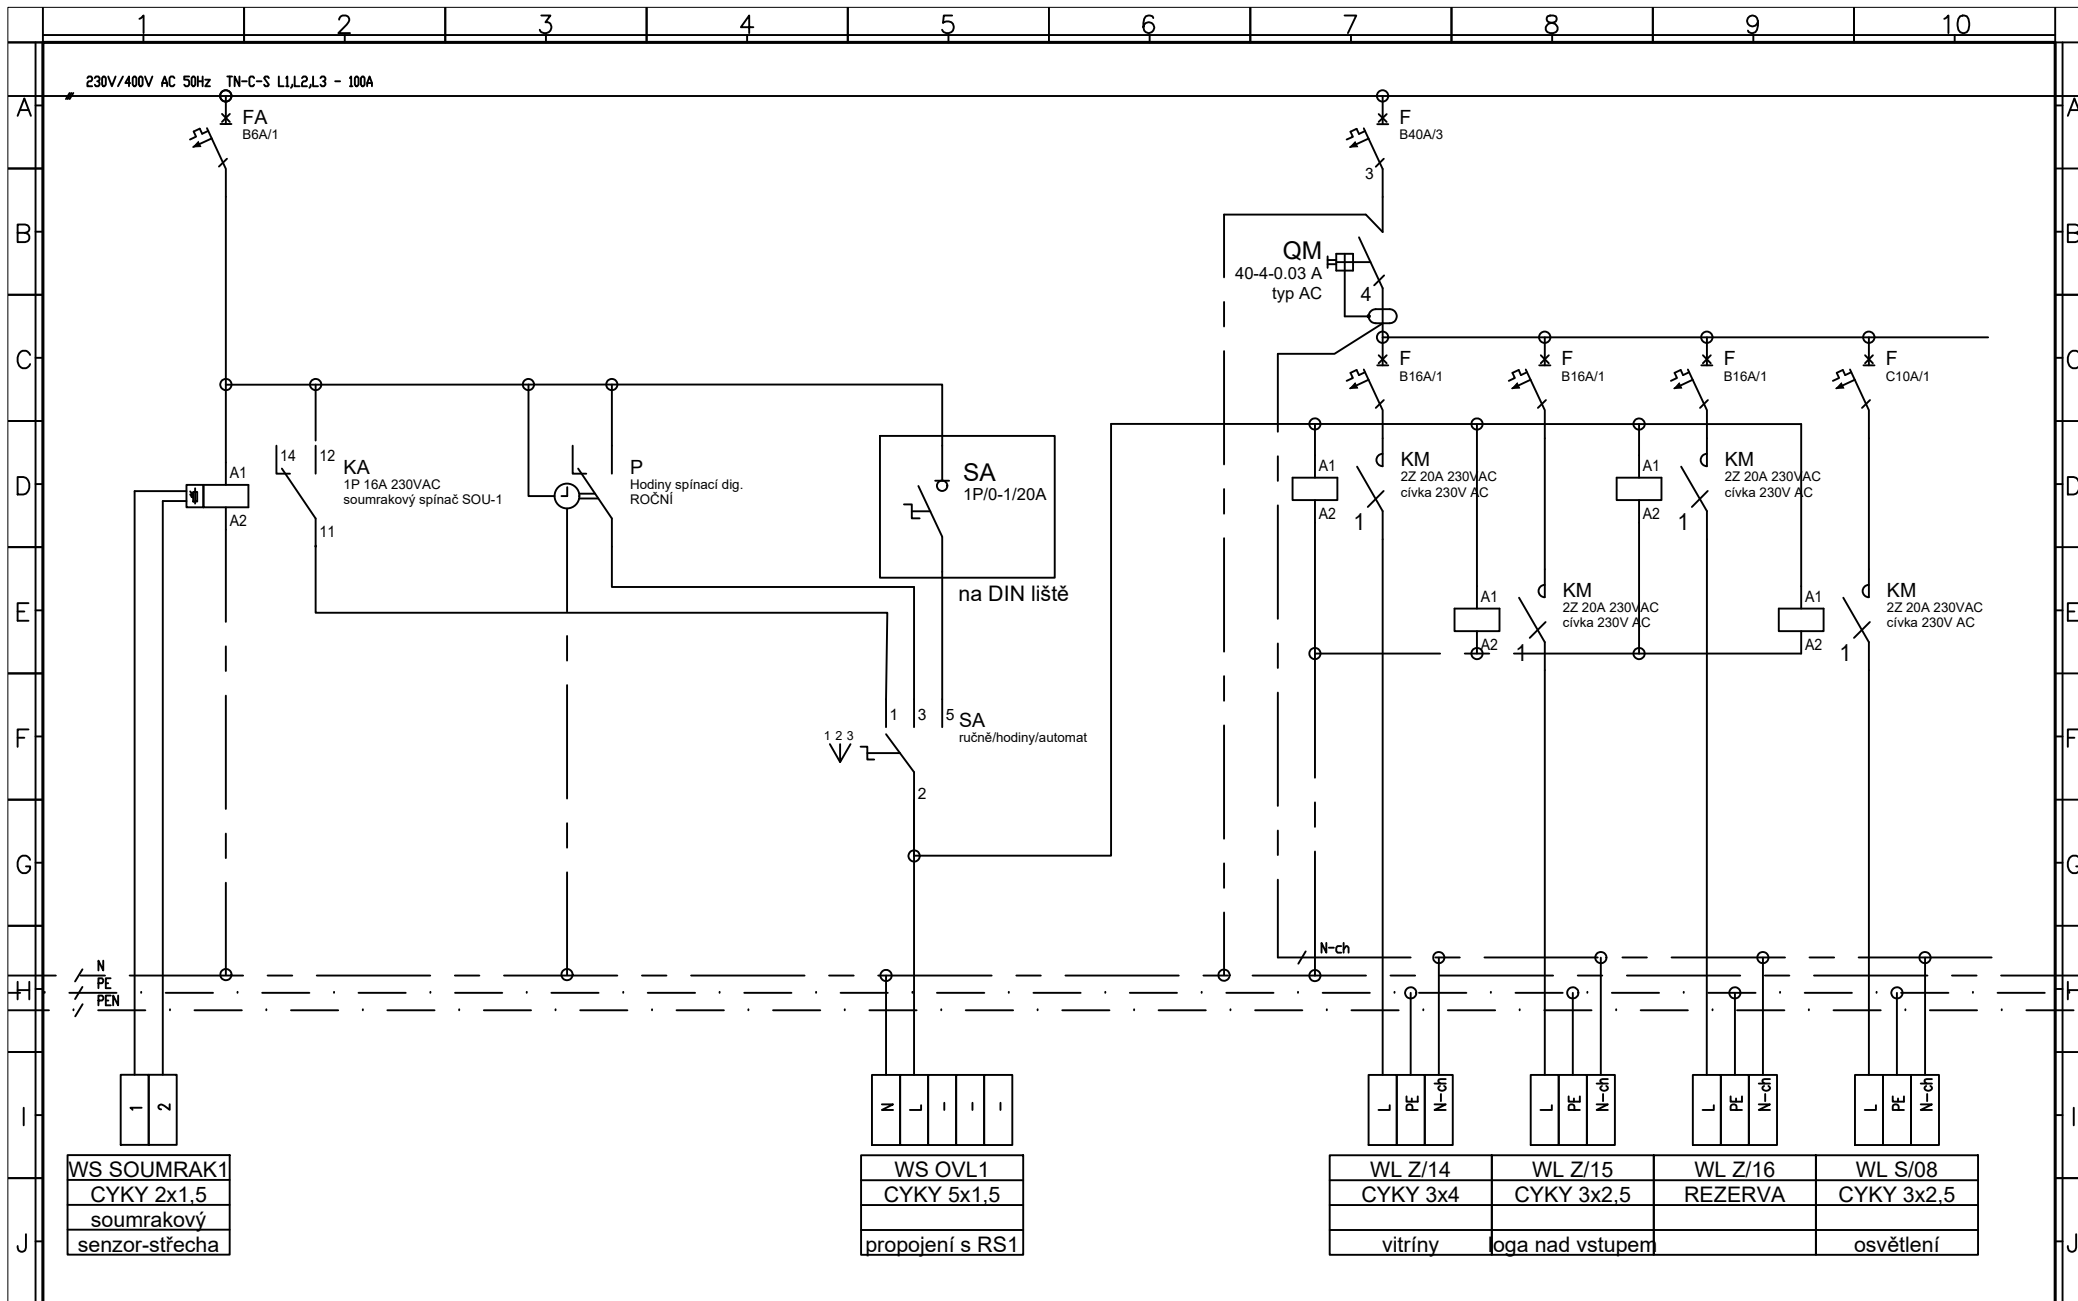 1 2 3 4 5 6 7 8 9 10
230V/400V AC 50Hz TN-C-S L1,L2,L3 - 100A
A A
FA
B6A/1
F
B40A/3
3
B B
QM
40-4-0.03 A
typ AC
4
C C
F
B16A/1
F
B16A/1
F
B16A/1
F
C10A/1
D D
A1
A2
14
12
11
KA
1P 16A 230VAC
soumrakový spínač SOU-1
P
Hodiny spínací dig.
ROČNÍ
SA
1P/0-1/20A
na DIN liště
A1
A2
KM
2Z 20A 230VAC
cívka 230V AC
1
A1
A2
KM
2Z 20A 230VAC
cívka 230V AC
1
E E
A1
A2
KM
2Z 20A 230VAC
cívka 230V AC
1
A1
A2
KM
2Z 20A 230VAC
cívka 230V AC
1
F F
1 2 3
1 3 5
SA
ručně/hodiny/automat
2
G G
N-ch
N
H H
PE
PEN
I I
1 2
N L - - -
L PE N-ch
L PE N-ch
L PE N-ch
L PE N-ch
J J
WS SOUMRAK1
CYKY 2x1,5
soumrakový
senzor-střecha
WS OVL1
CYKY 5x1,5
propojení s RS1
WL Z/14
CYKY 3x4
vitríny
WL Z/15
CYKY 3x2,5
loga nad vstupem
WL Z/16
REZERVA
WL S/08
CYKY 3x2,5
osvětlení